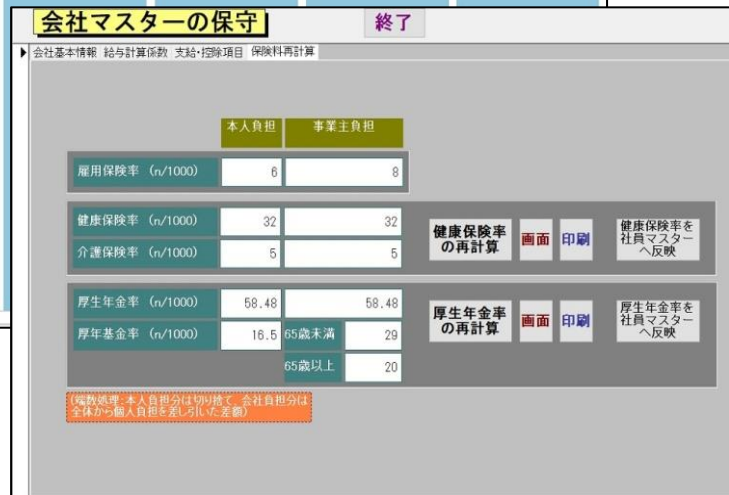 会社マスターの保守
終了
会社基本情報 給与計算係数 支給・控除項目 保険料再計算
本人負担 事業主負担
雇用保険率 (n/1000) 6 8
健康保険率 (n/1000) 32 32
介護保険率 (n/1000) 5 5
健康保険率
の再計算
画面
印刷
健康保険率を
社員マスター
へ反映
厚生年金率 (n/1000) 58.48 58.48
厚年基金率 (n/1000) 16.5 65歳未満 29
65歳以上 20
厚生年金率
の再計算
画面
印刷
厚生年金率を
社員マスター
へ反映
(端数処理:本人負担分は切り捨て、会社負担分は
全体から個人負担を差し引いた差額)